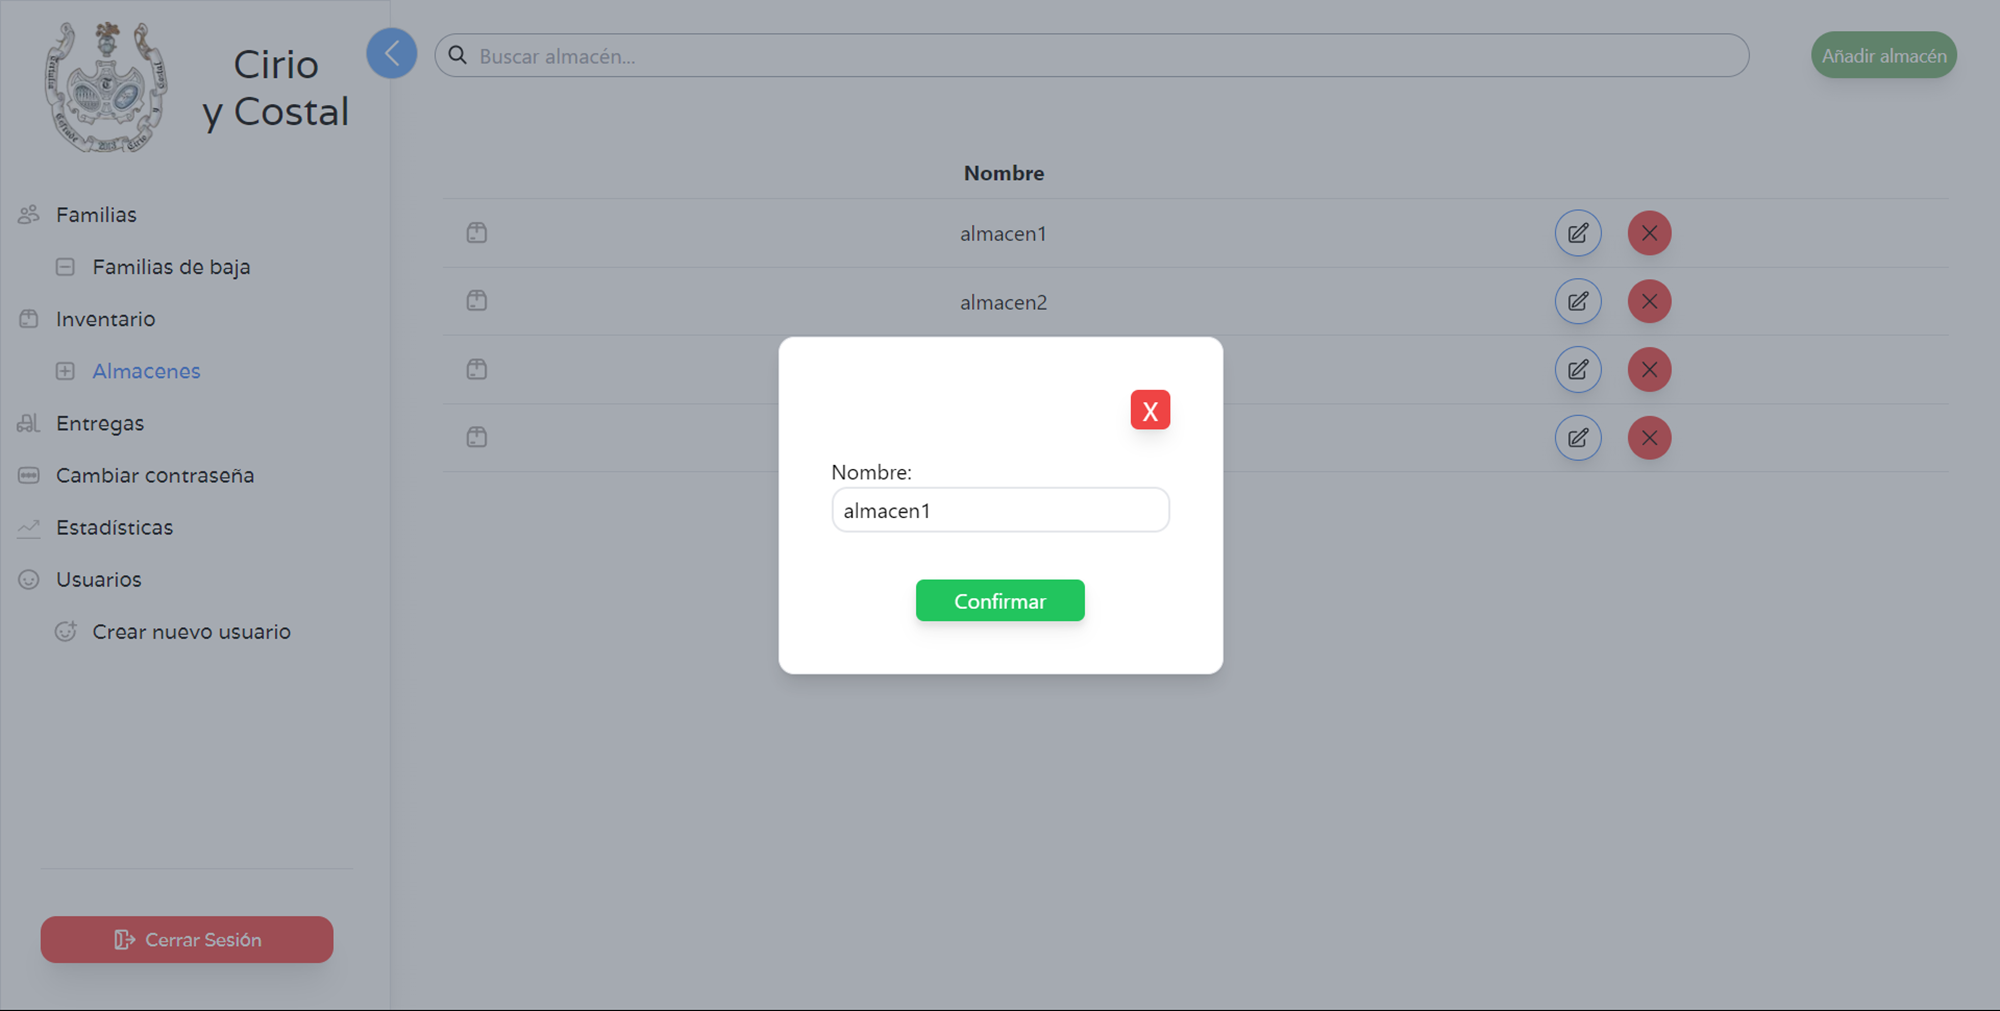 Cirio
y Costal
Buscar almacén...
Añadir almacén
Familias
Familias de baja
Inventario
Almacenes
Entregas
Cambiar contraseña
Estadísticas
Usuarios
Crear nuevo usuario
Cerrar Sesión
Nombre
almacen1
almacen2
X
Nombre:
almacen1
Confirmar